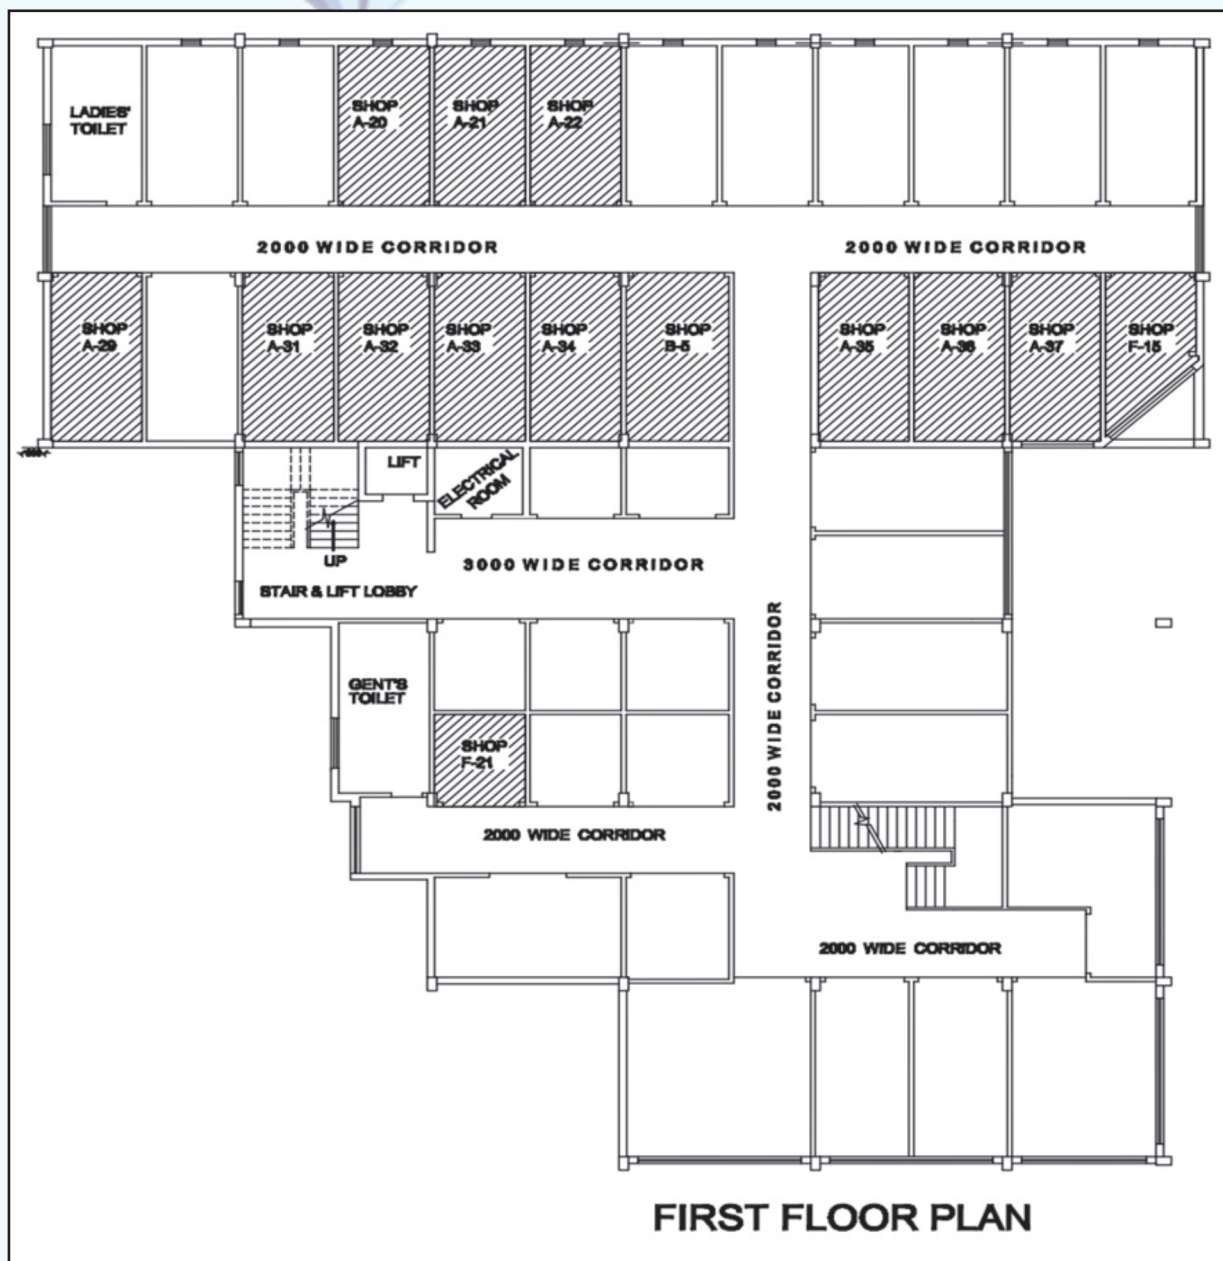 LADIES'
TOILET
SHOP
A-20
SHOP
A-21
SHOP
A-22
2000 WIDE CORRIDOR
2000 WIDE CORRIDOR
SHOP
A-29
SHOP
A-31
SHOP
A-32
SHOP
A-33
SHOP
A-34
SHOP
B-5
SHOP
A-35
SHOP
A-36
SHOP
A-37
SHOP
F-15
LIFT
ELECTRICAL
ROOM
UP
3000 WIDE CORRIDOR
STAIR & LIFT LOBBY
2000 WIDE CORRIDOR
GENT'S
TOILET
SHOP
F-21
2000 WIDE CORRIDOR
2000 WIDE CORRIDOR
FIRST FLOOR PLAN